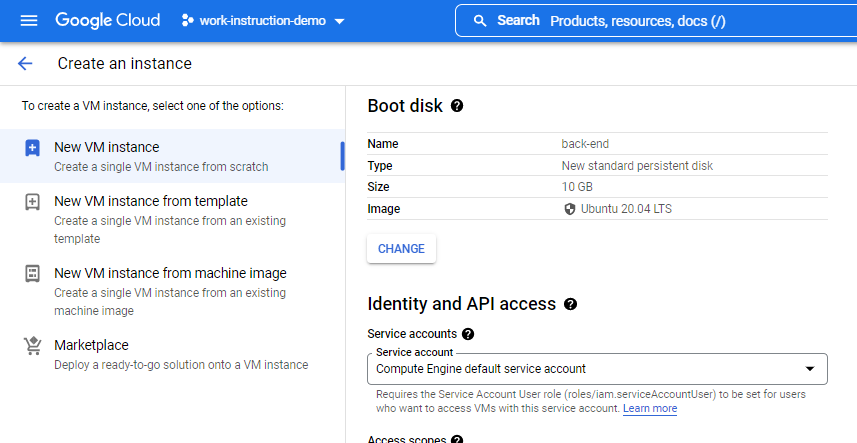 Google Cloud work-instruction-demo Search Products, resources, docs (/)
Create an instance
To create a VM instance, select one of the options:
New VM instance
Create a single VM instance from scratch
New VM instance from template
Create a single VM instance from an existing
template
New VM instance from machine image
Create a single VM instance from an existing
machine image
Marketplace
Deploy a ready-to-go solution onto a VM instance
Boot disk
Name back-end
Type New standard persistent disk
Size 10 GB
Image Ubuntu 20.04 LTS
CHANGE
Identity and API access
Service accounts
Service account
Compute Engine default service account
Requires the Service Account User role (roles/iam.serviceAccountUser) to be set for users
who want to access VMs with this service account. Learn more
Access scopes